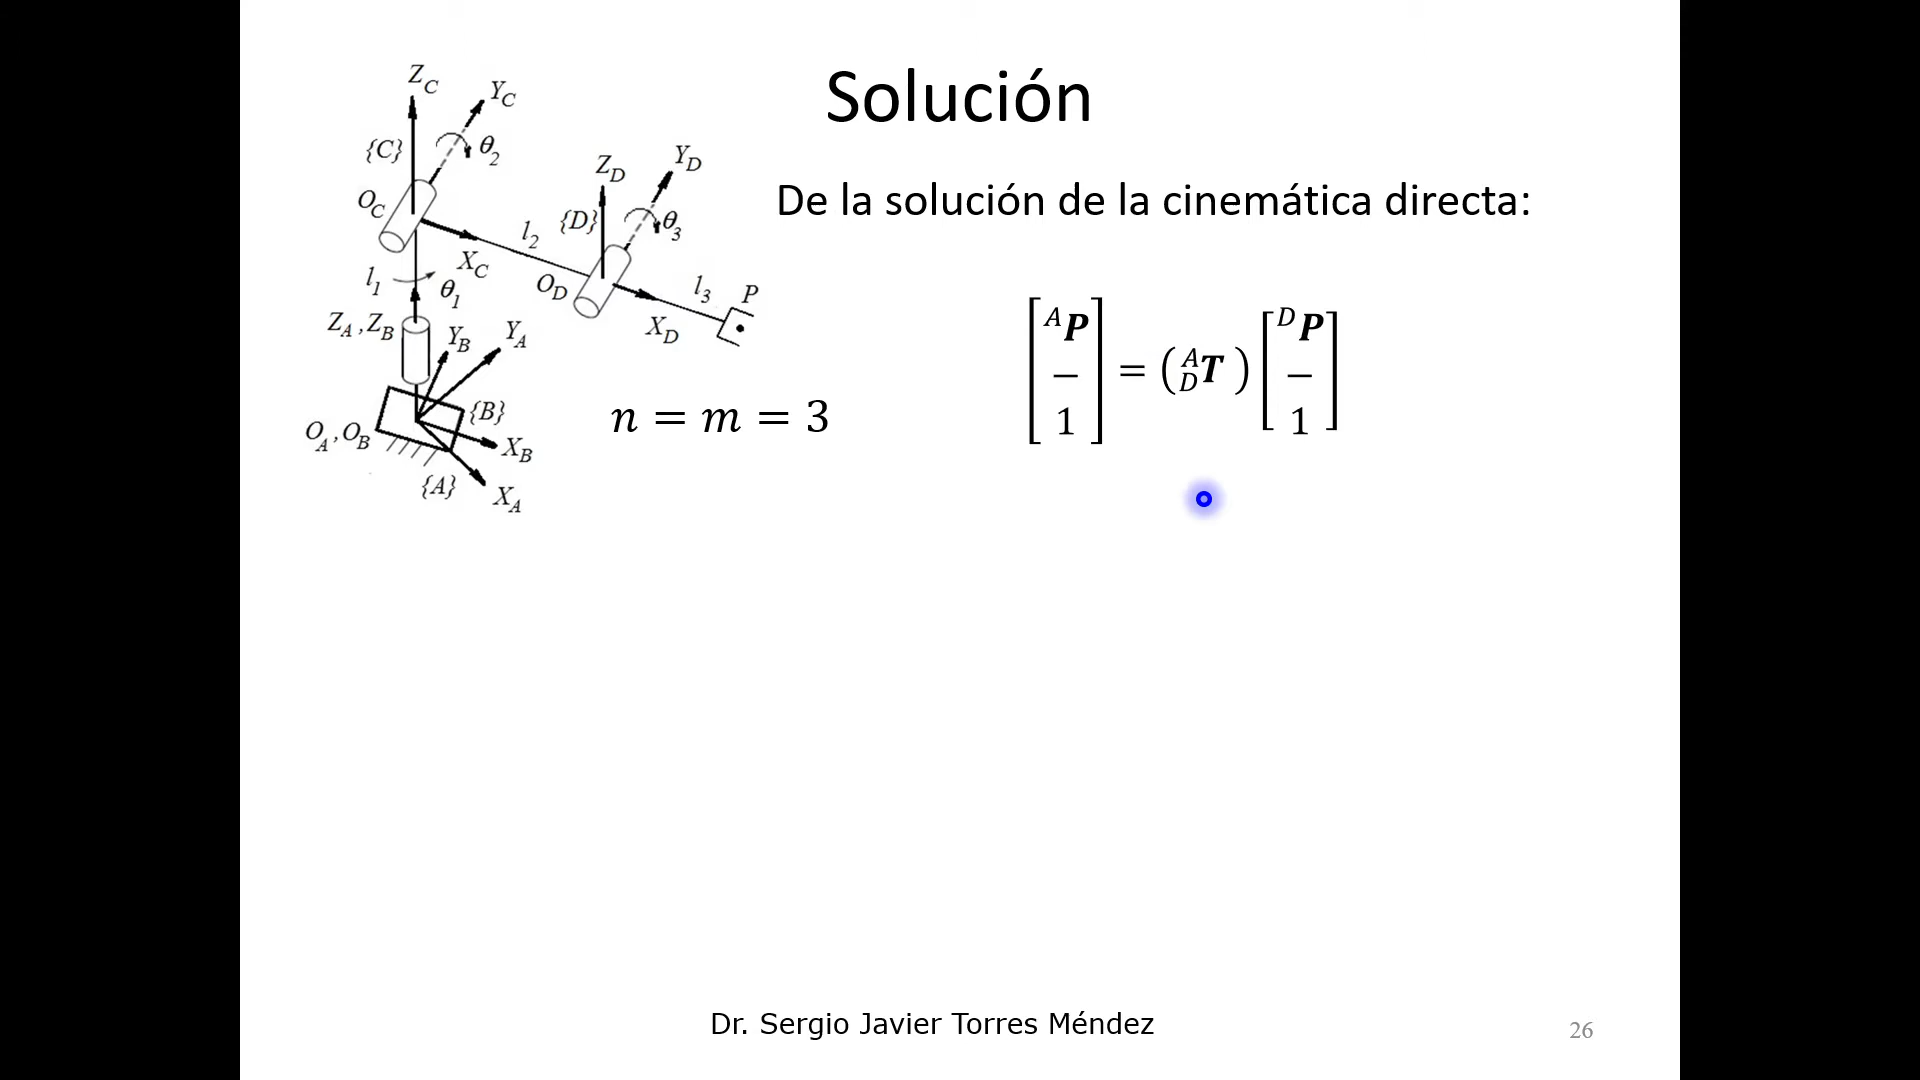 Solución
De la solución de la cinemática directa:
Z_C
Y_C
{C}
θ_2
O_C
Z_D
Y_D
{D}
θ_3
l_2
X_C
l_1
θ_1
O_D
l_3
P
X_D
Z_A ,Z_B
Y_B
Y_A
{B}
O_A ,O_B
X_B
{A}
X_A
n = m = 3
[^A P — 1] = (^A_D T) [^D P — 1]
Dr. Sergio Javier Torres Méndez
26